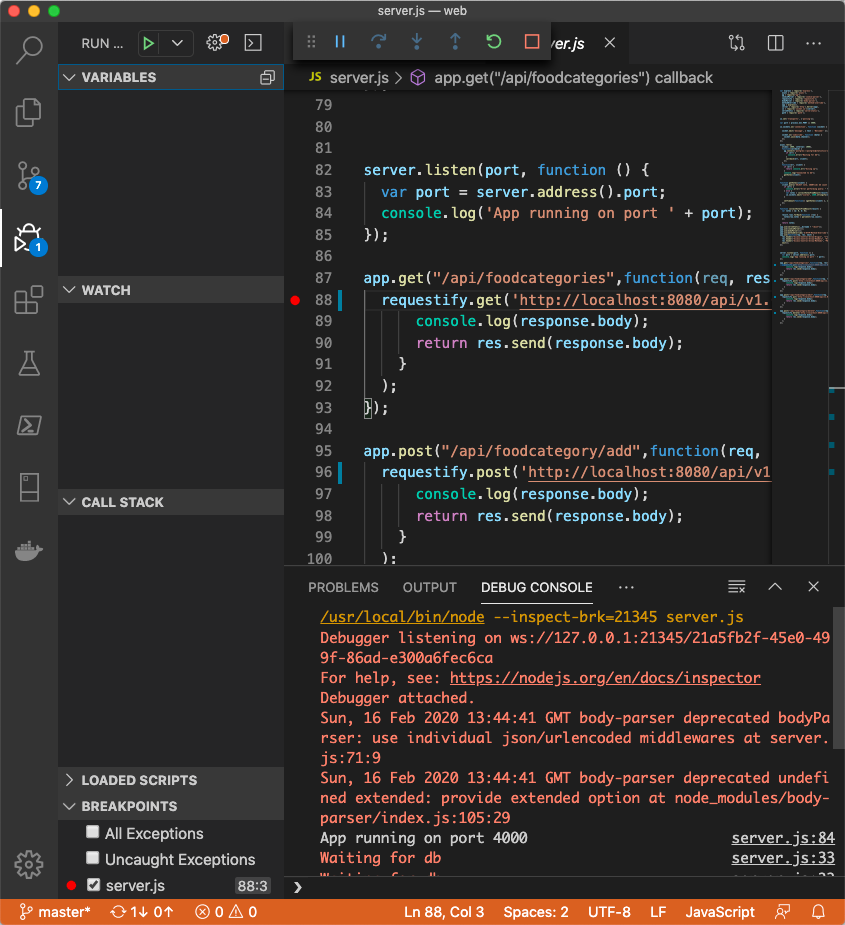 server.js — web
RUN ...
server.js
VARIABLES
JS server.js > app.get("/api/foodcategories") callback
79
80
81
82 server.listen(port, function () {
83 var port = server.address().port;
84 console.log('App running on port ' + port);
85 });
86
87 app.get("/api/foodcategories",function(req, res
88 requestify.get('http://localhost:8080/api/v1.
89 console.log(response.body);
90 return res.send(response.body);
91 }
92 );
93 });
94
95 app.post("/api/foodcategory/add",function(req,
96 requestify.post('http://localhost:8080/api/v1
97 console.log(response.body);
98 return res.send(response.body);
99 }
100 );
7
1
WATCH
CALL STACK
LOADED SCRIPTS
BREAKPOINTS
All Exceptions
Uncaught Exceptions
server.js 88:3
PROBLEMS OUTPUT DEBUG CONSOLE ...
/usr/local/bin/node --inspect-brk=21345 server.js
Debugger listening on ws://127.0.0.1:21345/21a5fb2f-45e0-49
9f-86ad-e300a6fec6ca
For help, see: https://nodejs.org/en/docs/inspector
Debugger attached.
Sun, 16 Feb 2020 13:44:41 GMT body-parser deprecated bodyPa
rser: use individual json/urlencoded middlewares at server.
js:71:9
Sun, 16 Feb 2020 13:44:41 GMT body-parser deprecated undefi
ned extended: provide extended option at node_modules/body-
parser/index.js:105:29
App running on port 4000 server.js:84
Waiting for db server.js:33
master* 1↓ 0↑ 0 0 Ln 88, Col 3 Spaces: 2 UTF-8 LF JavaScript